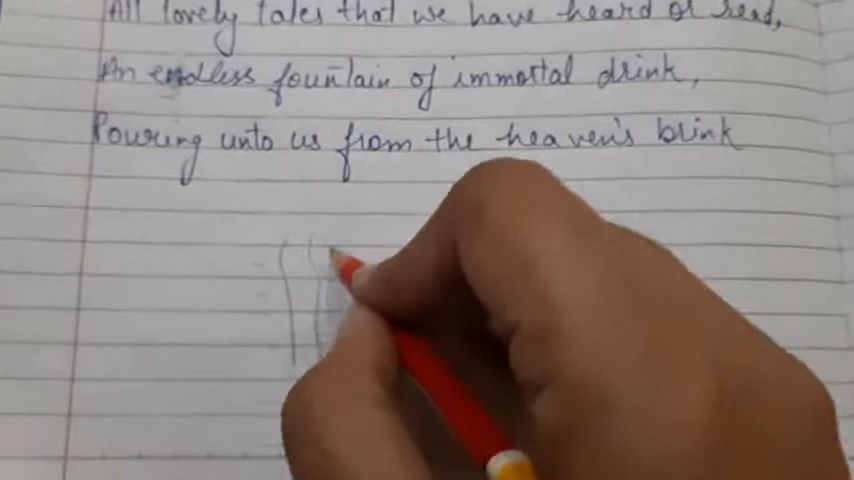 All lovely tales that we have heard or read,
An endless fountain of immortal drink,
Pouring unto us from the heaven's brink